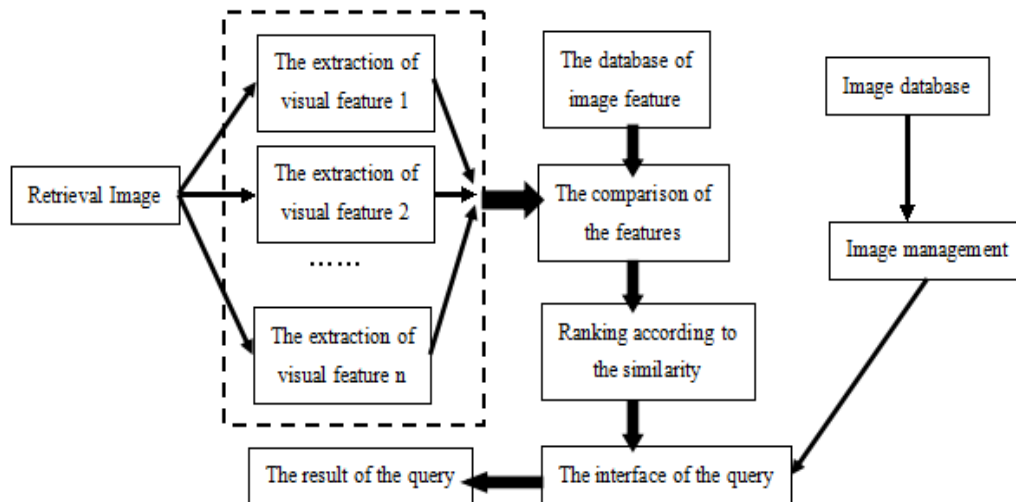 Retrieval Image
The extraction of
visual feature 1
The extraction of
visual feature 2
……
The extraction of
visual feature n
The database of
image feature
The comparison of
the features
Ranking according to
the similarity
The interface of the query
The result of the query
Image database
Image management